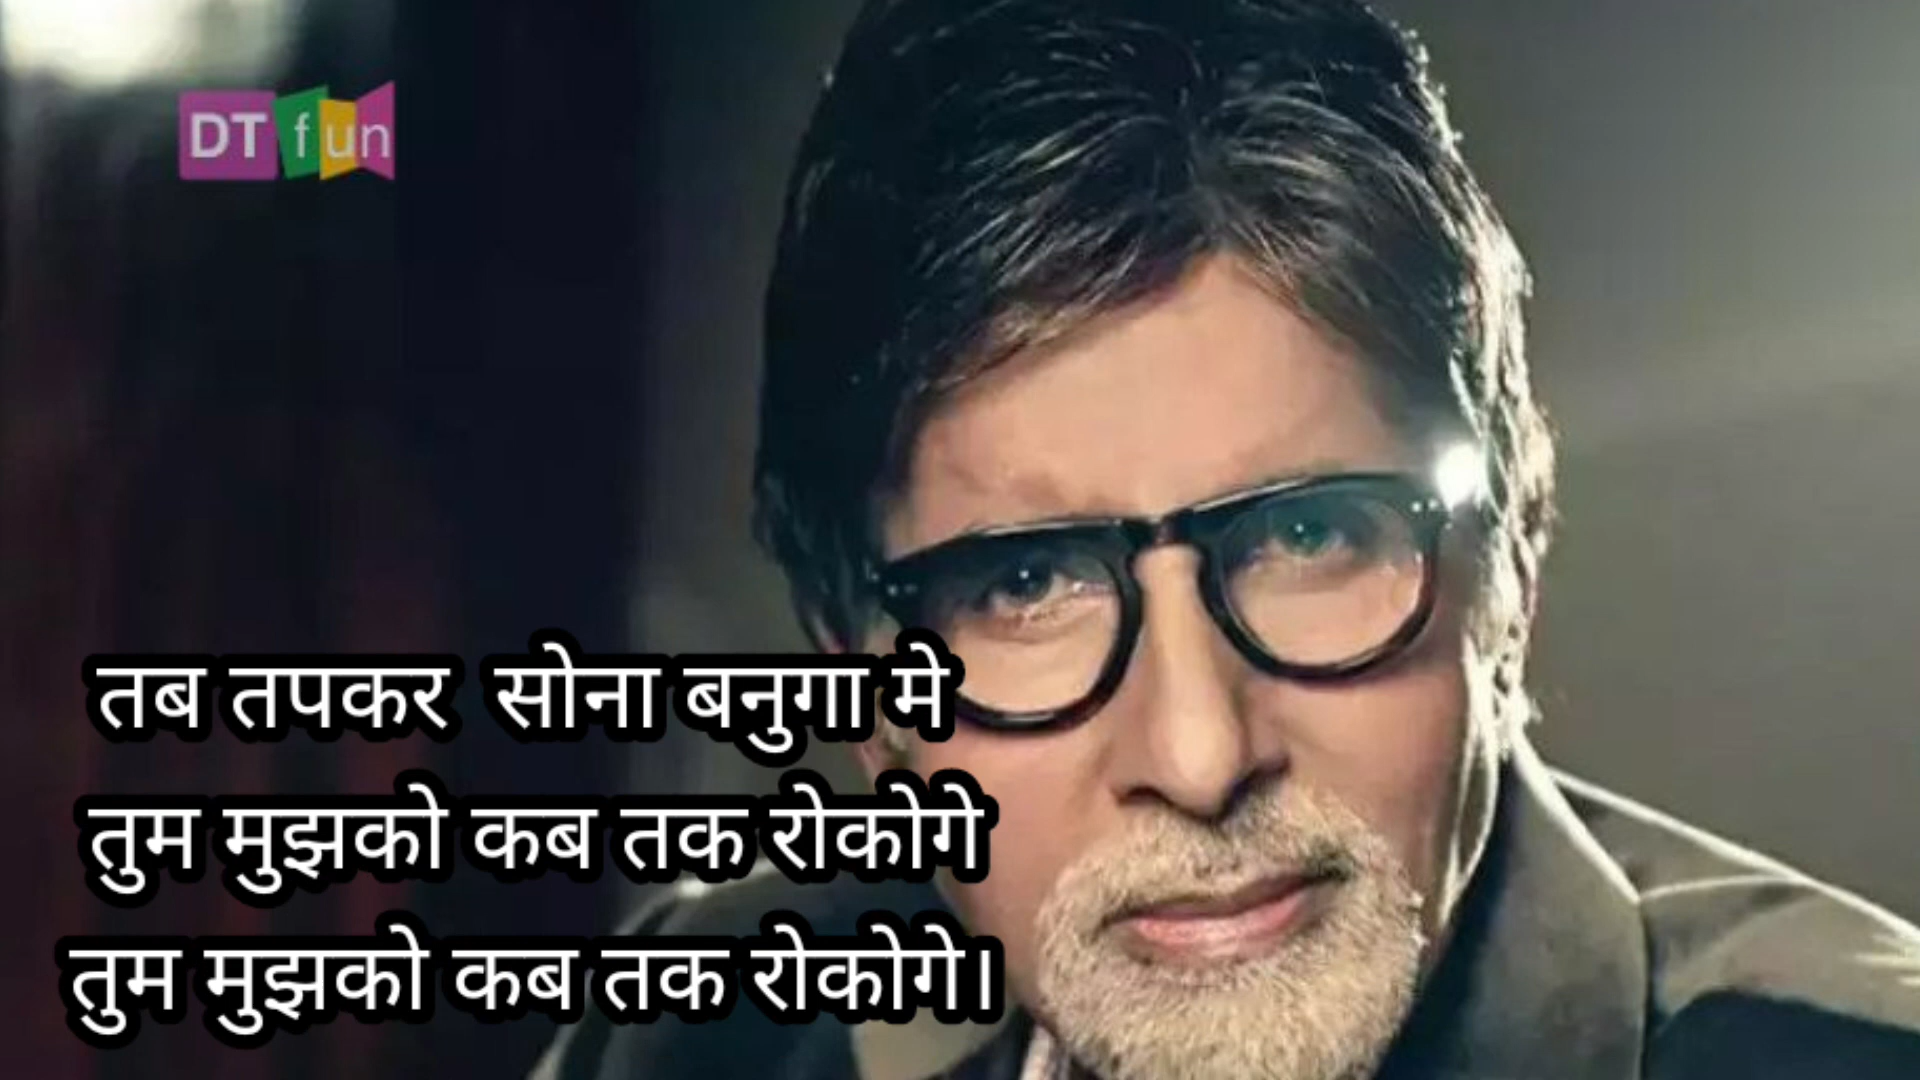 DT fun
तब तपकर सोना बनुगा मे
तुम मुझको कब तक रोकोगे
तुम मुझको कब तक रोकोगे।